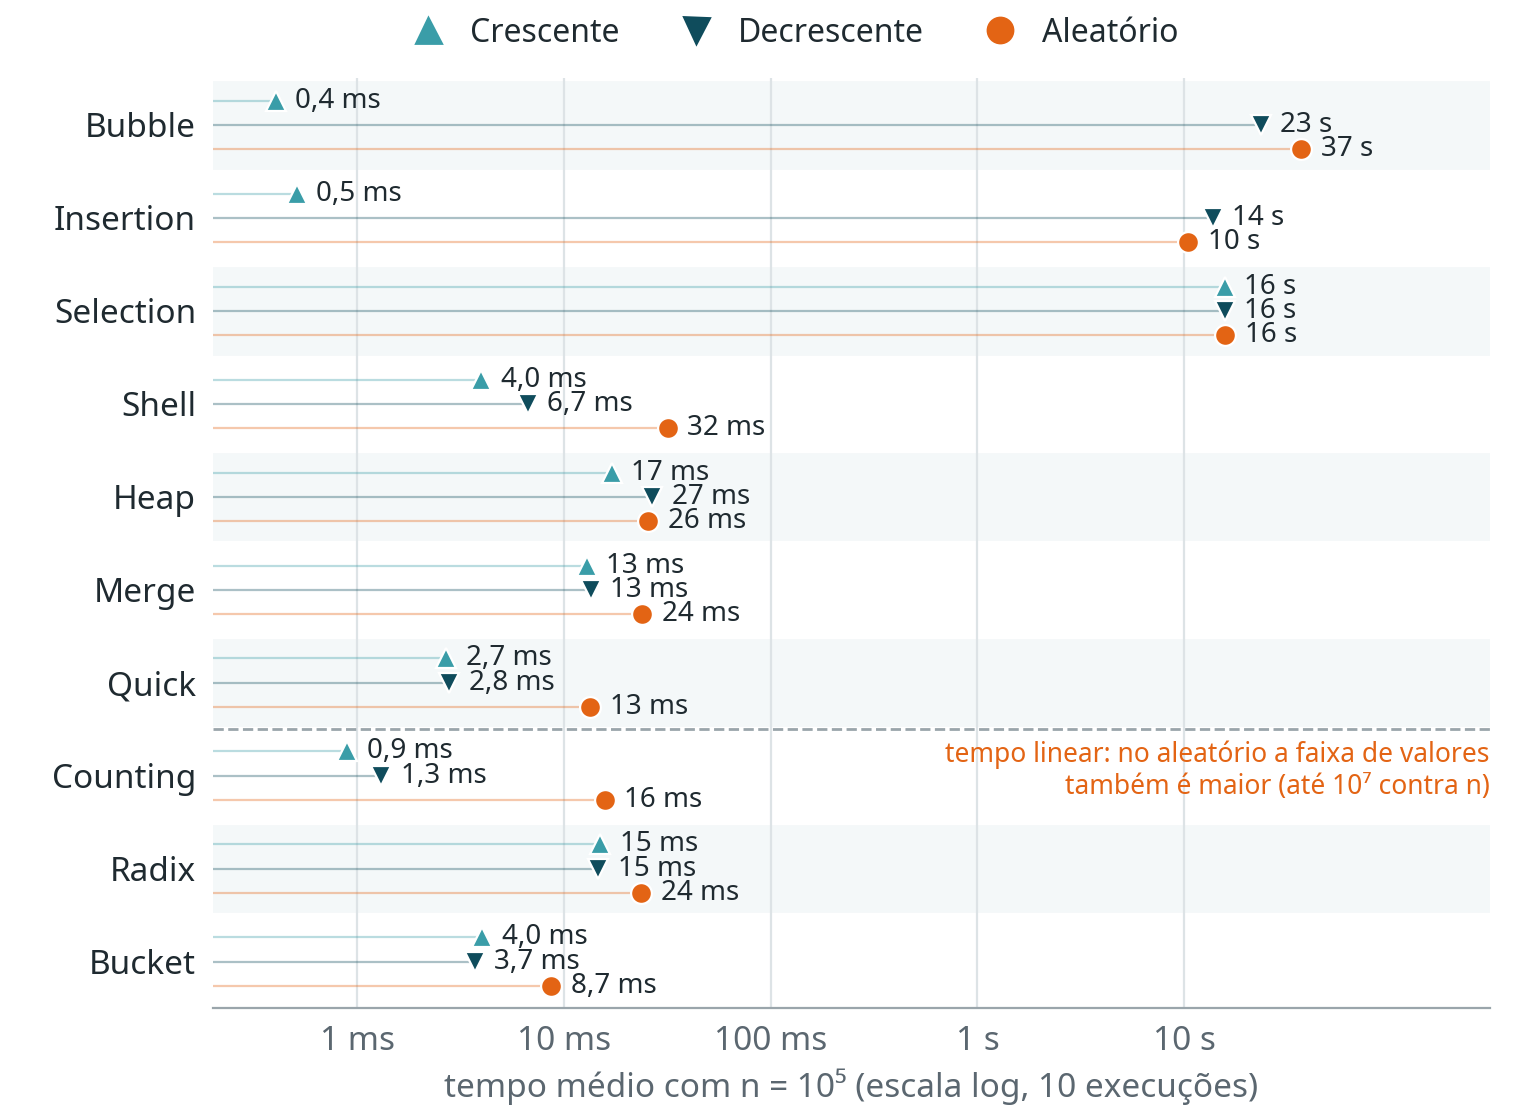 Crescente Decrescente Aleatório
Bubble
0,4 ms
23 s
37 s
Insertion
0,5 ms
14 s
10 s
Selection
16 s
16 s
16 s
Shell
4,0 ms
6,7 ms
32 ms
Heap
17 ms
27 ms
26 ms
Merge
13 ms
13 ms
24 ms
Quick
2,7 ms
2,8 ms
13 ms
Counting
0,9 ms
1,3 ms
16 ms
tempo linear: no aleatório a faixa de valores
também é maior (até 10⁷ contra n)
Radix
15 ms
15 ms
24 ms
Bucket
4,0 ms
3,7 ms
8,7 ms
1 ms 10 ms 100 ms 1 s 10 s
tempo médio com n = 10⁵ (escala log, 10 execuções)